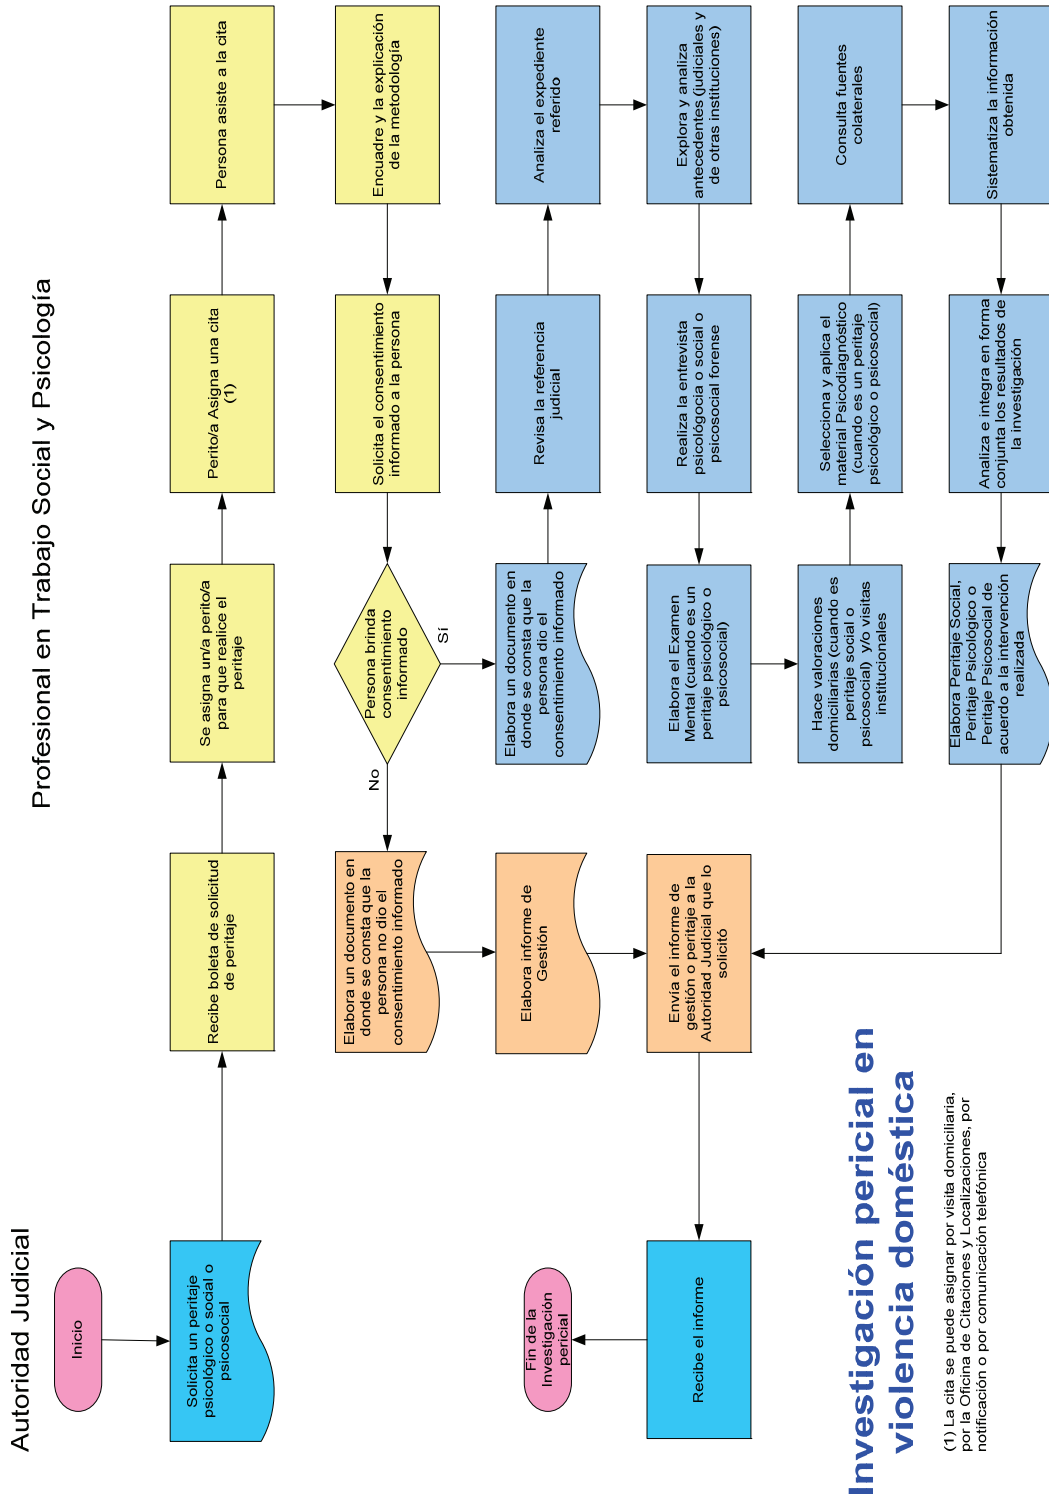 Autoridad Judicial
Profesional en Trabajo Social y Psicología
Inicio
Solicita un peritaje
psicológico o social o
psicosocial
Recibe boleta de solicitud
de peritaje
Se asigna un/a perito/a
para que realice el
peritaje
Perito/a Asigna una cita
(1)
Persona asiste a la cita
Encuadre y la explicación
de la metodología
Solicita el consentimiento
informado a la persona
Persona brinda
consentimiento
informado
No
Sí
Elabora un documento en
donde se consta que la
persona no dio el
consentimiento informado
Elabora informe de
Gestión
Elabora un documento en
donde se consta que la
persona dio el
consentimiento informado
Revisa la referencia
judicial
Analiza el expediente
referido
Explora y analiza
antecedentes (judiciales y
de otras instituciones)
Realiza la entrevista
psicológocia o social o
psicosocial forense
Elabora el Examen
Mental (cuando es un
peritaje psicológico o
psicosocial)
Hace valoraciones
domiciliarias (cuando es
peritaje social o
psicosocial) y/o visitas
institucionales
Selecciona y aplica el
material Psicodiagnóstico
(cuando es un peritaje
psicológico o psicosocial)
Consulta fuentes
colaterales
Sistematiza la información
obtenida
Analiza e integra en forma
conjunta los resultados de
la investigación
Elabora Peritaje Social,
Peritaje Psicológico o
Peritaje Psicosocial de
acuerdo a la intervención
realizada
Envía el informe de
gestión o peritaje a la
Autoridad Judicial que lo
solicitó
Recibe el informe
Fin de la
Investigación
pericial
Investigación pericial en
violencia doméstica
(1) La cita se puede asignar por visita domiciliaria,
por la Oficina de Citaciones y Localizaciones, por
notificación o por comunicación telefónica